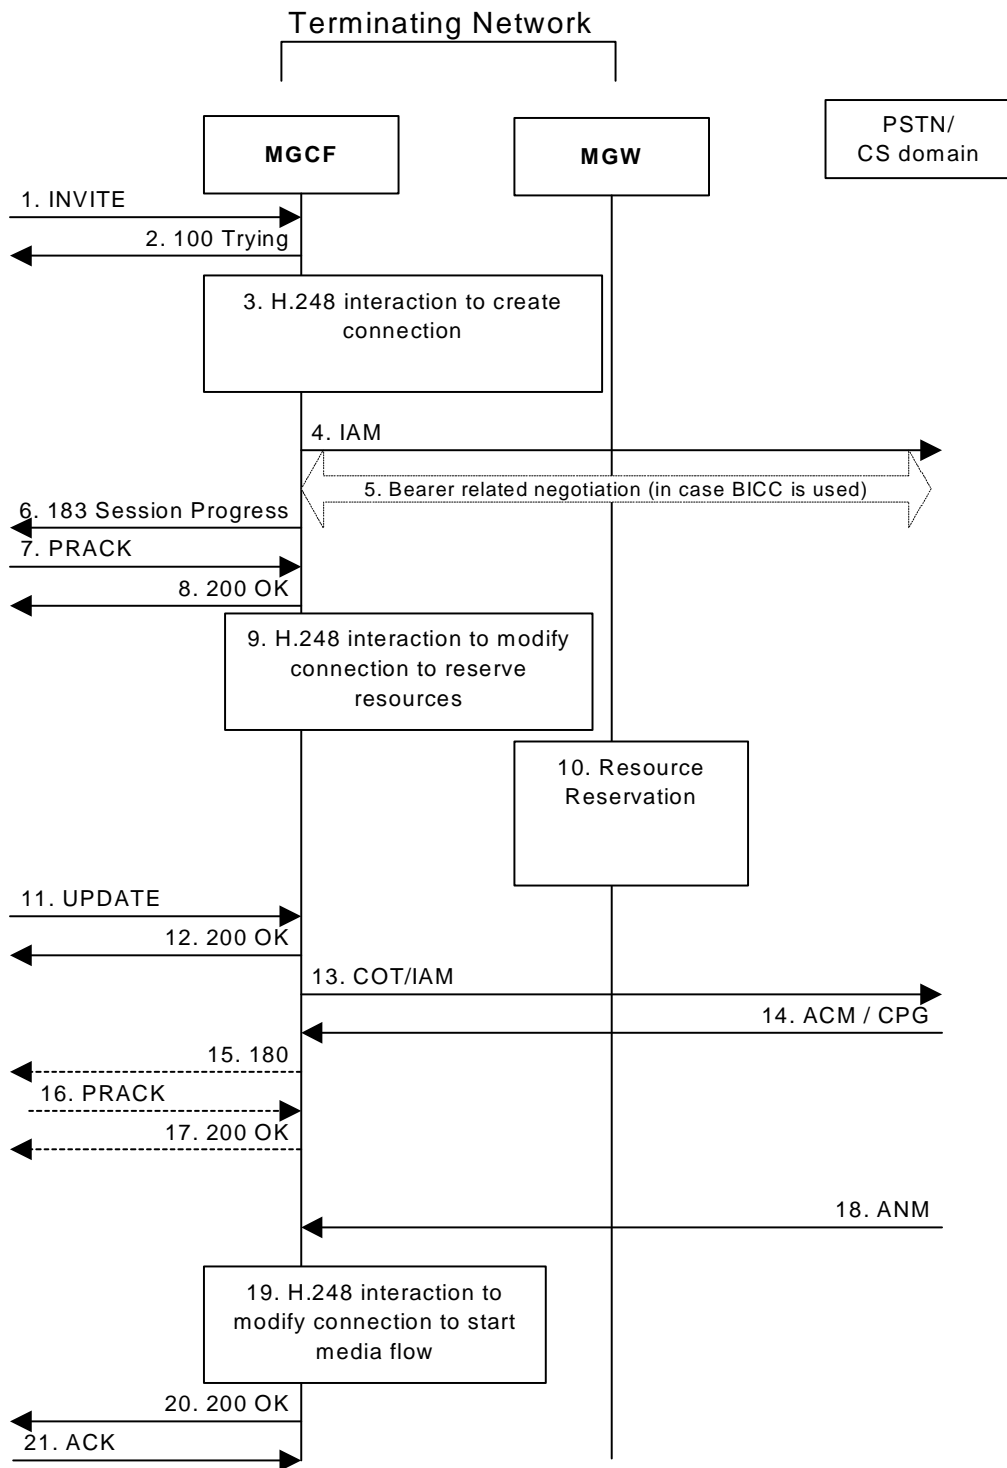 Terminating Network
MGCF
MGW
PSTN/
CS domain
1. INVITE
2. 100 Trying
3. H.248 interaction to create
connection
4. IAM
5. Bearer related negotiation (in case BICC is used)
6. 183 Session Progress
7. PRACK
8. 200 OK
9. H.248 interaction to modify
connection to reserve
resources
10. Resource
Reservation
11. UPDATE
12. 200 OK
13. COT/IAM
14. ACM / CPG
15. 180
16. PRACK
17. 200 OK
18. ANM
19. H.248 interaction to
modify connection to start
media flow
20. 200 OK
21. ACK